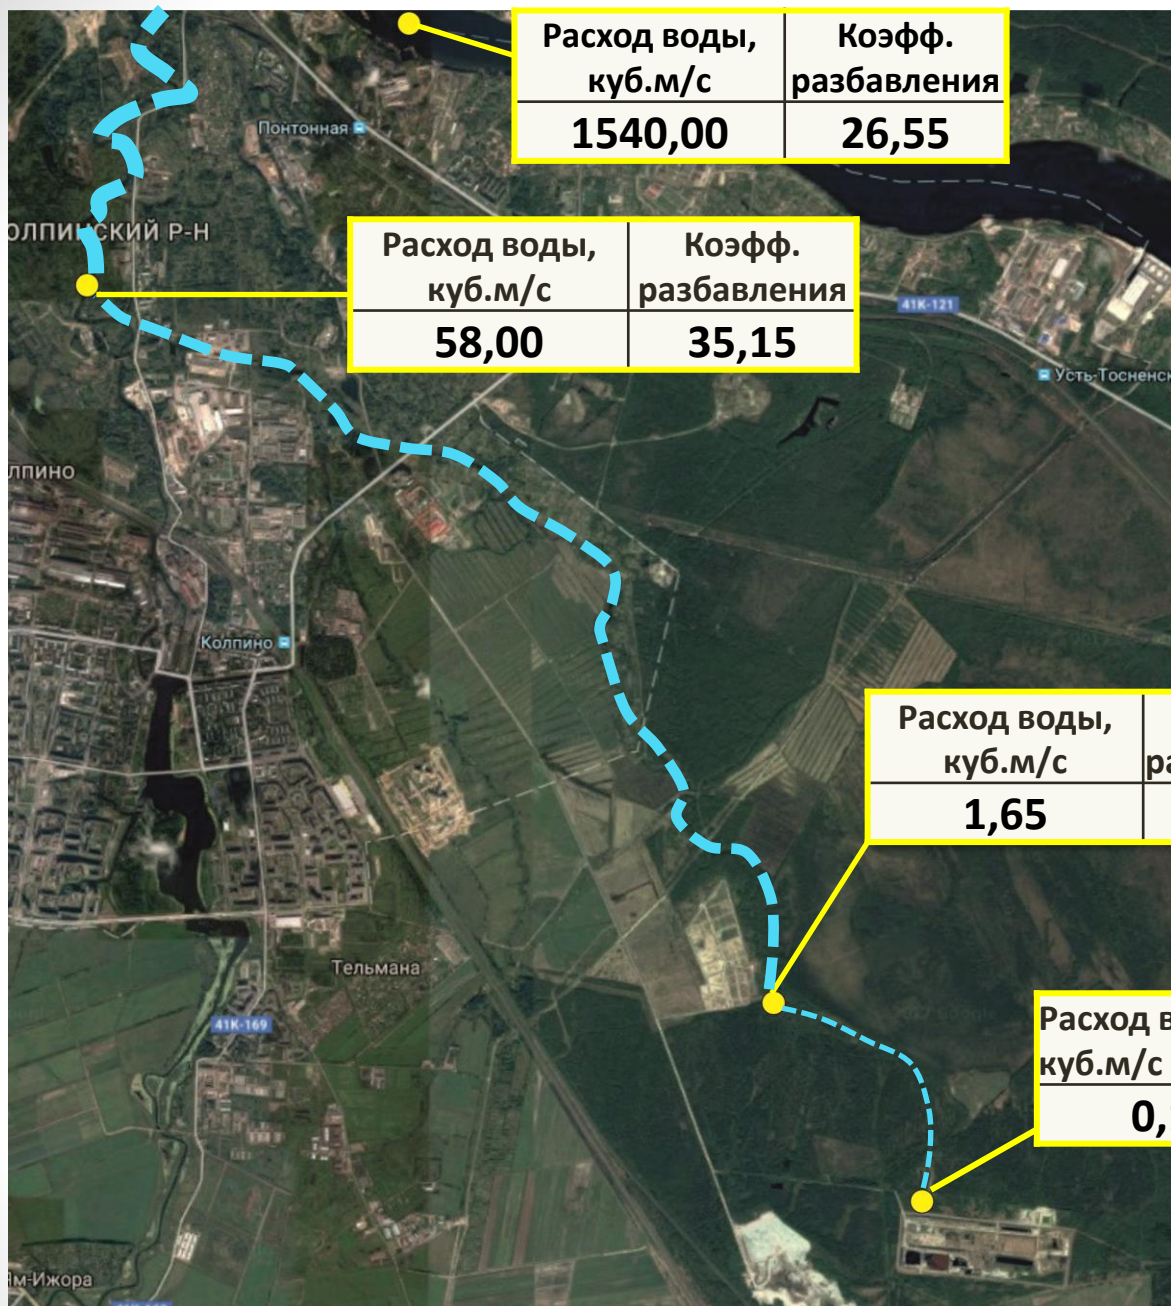 Расход воды,
куб.м/с
Коэфф.
разбавления
1540,00
26,55
Понтонная
ОЛПИНСКИЙ Р-Н
Расход воды,
куб.м/с
Коэфф.
разбавления
58,00
35,15
41К-121
Усть-Тосненск
лпино
Колпино
Расход воды,
куб.м/с
ра
1,65
Тельмана
41К-169
Расход в
куб.м/с
0,
Ям-Ижора